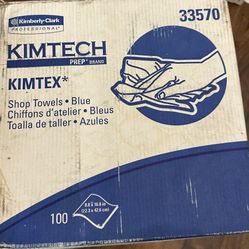 Kimberly-Clark
PROFESSIONAL*
33570
KIMTECH
PREP* BRAND
KIMTEX*
Shop Towels • Blue
Chiffons d'atelier • Bleus
Toalla de taller • Azules
100